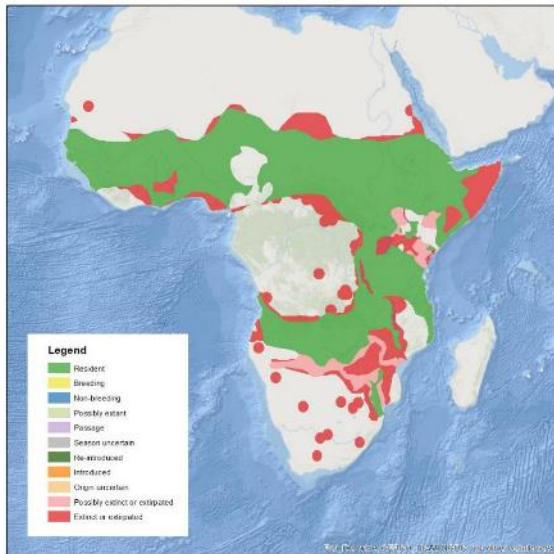 Legend
Resident
Breeding
Non-breeding
Possibly extant
Passage
Season uncertain
Re-introduced
Introduced
Origin uncertain
Possibly extinct or extirpated
Extinct or extirpated